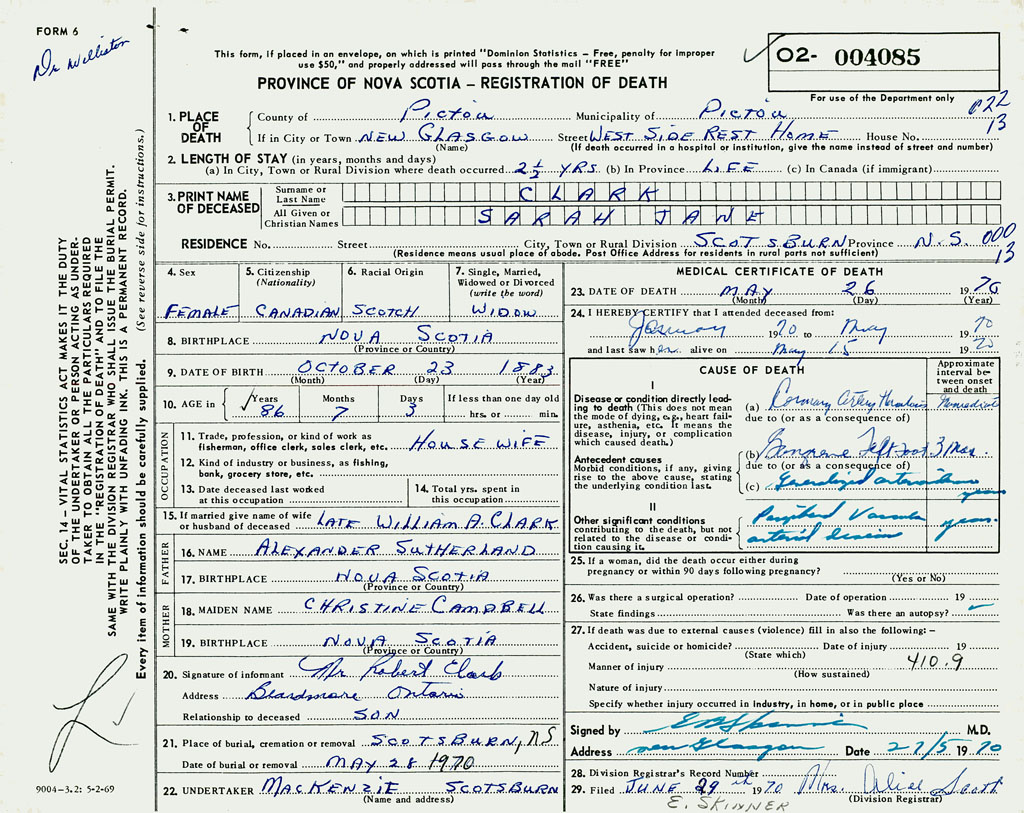 FORM 6
Dr Williston
This form, if placed in an envelope, on which is printed "Dominion Statistics – Free, penalty for improper
use $50," and properly addressed will pass through the mail "FREE"
PROVINCE OF NOVA SCOTIA – REGISTRATION OF DEATH
✓ 02- 004085
For use of the Department only
022
13
1. PLACE OF DEATH
County of Pictou Municipality of Pictou
If in City or Town NEW GLASGOW Street WEST SIDE REST HOME House No.
(Name) (If death occurred in a hospital or institution, give the name instead of street and number)
2. LENGTH OF STAY (in years, months and days)
(a) In City, Town or Rural Division where death occurred 2½ YRS (b) In Province LIFE (c) In Canada (if immigrant)
3. PRINT NAME OF DECEASED
Surname or Last Name CLARK
All Given or Christian Names SARAH JANE
RESIDENCE No. Street City, Town or Rural Division SCOTSBURN Province N.S. 000
13
(Residence means usual place of abode. Post Office Address for residents in rural parts not sufficient)
4. Sex
FEMALE
5. Citizenship
(Nationality)
CANADIAN
6. Racial Origin
SCOTCH
7. Single, Married,
Widowed or Divorced
(write the word)
WIDOW
8. BIRTHPLACE NOVA SCOTIA
(Province or Country)
9. DATE OF BIRTH OCTOBER 23 1883
(Month) (Day) (Year)
10. AGE in Years 86 Months 7 Days 3 If less than one day old
hrs. or min.
OCCUPATION
11. Trade, profession, or kind of work as
fisherman, office clerk, sales clerk, etc. HOUSE WIFE
12. Kind of industry or business, as fishing,
bank, grocery store, etc.
13. Date deceased last worked
at this occupation
14. Total yrs. spent in
this occupation
15. If married give name of wife
or husband of deceased LATE WILLIAM A. CLARK
FATHER
16. NAME ALEXANDER SUTHERLAND
17. BIRTHPLACE NOVA SCOTIA
(Province or Country)
MOTHER
18. MAIDEN NAME CHRISTINE CAMPBELL
19. BIRTHPLACE NOVA SCOTIA
(Province or Country)
20. Signature of informant Mr Robert Clark
Address Beardmore Ontario
Relationship to deceased SON
21. Place of burial, cremation or removal SCOTSBURN, NS
Date of burial or removal MAY 28 1970
22. UNDERTAKER MACKENZIE SCOTSBURN
(Name and address)
MEDICAL CERTIFICATE OF DEATH
23. DATE OF DEATH MAY 26 1970
(Month) (Day) (Year)
24. I HEREBY CERTIFY that I attended deceased from:
January 1970 to May 1970
and last saw her alive on May 15 1970
CAUSE OF DEATH
Approximate
interval be-
tween onset
and death
I
Disease or condition directly lead-
ing to death (This does not mean
the mode of dying, e.g., heart fail-
ure, asthenia, etc. It means the
disease, injury, or complication
which caused death.)
(a) Coronary artery thrombosis immediate
due to (or as a consequence of)
Antecedent causes
Morbid conditions, if any, giving
rise to the above cause, stating
the underlying condition last.
(b) Gangrene left foot 3 mos.
due to (or as a consequence of)
(c) Generalized years
II
Other significant conditions
contributing to the death, but not
related to the disease or condi-
tion causing it.
Peripheral Vascular years.
arterial disease
25. If a woman, did the death occur either during
pregnancy or within 90 days following pregnancy?
(Yes or No)
26. Was there a surgical operation? Date of operation 19
State findings Was there an autopsy? ✓
27. If death was due to external causes (violence) fill in also the following: –
Accident, suicide or homicide? Date of injury 19
(State which)
Manner of injury 410.9
(How sustained)
Nature of injury
Specify whether injury occurred in industry, in home, or in public place
Signed by M.D.
Address New Glasgow Date 27/5 1970
28. Division Registrar's Record Number
29. Filed JUNE 29th 1970 Mrs. Alice Scott
(Division Registrar)
E. SKINNER
SEC. 14 – VITAL STATISTICS ACT MAKES IT THE DUTY
OF THE UNDERTAKER OR PERSON ACTING AS UNDER-
TAKER TO OBTAIN ALL THE PARTICULARS REQUIRED
IN THE "REGISTRATION OF DEATH" AND TO FILE THE
SAME WITH THE DIVISION REGISTRAR WHO SHALL ISSUE THE BURIAL PERMIT.
WRITE PLAINLY WITH UNFADING INK. THIS IS A PERMANENT RECORD.
Every item of information should be carefully supplied. (See reverse side for instructions.)
9004–3.2: 5-2-69